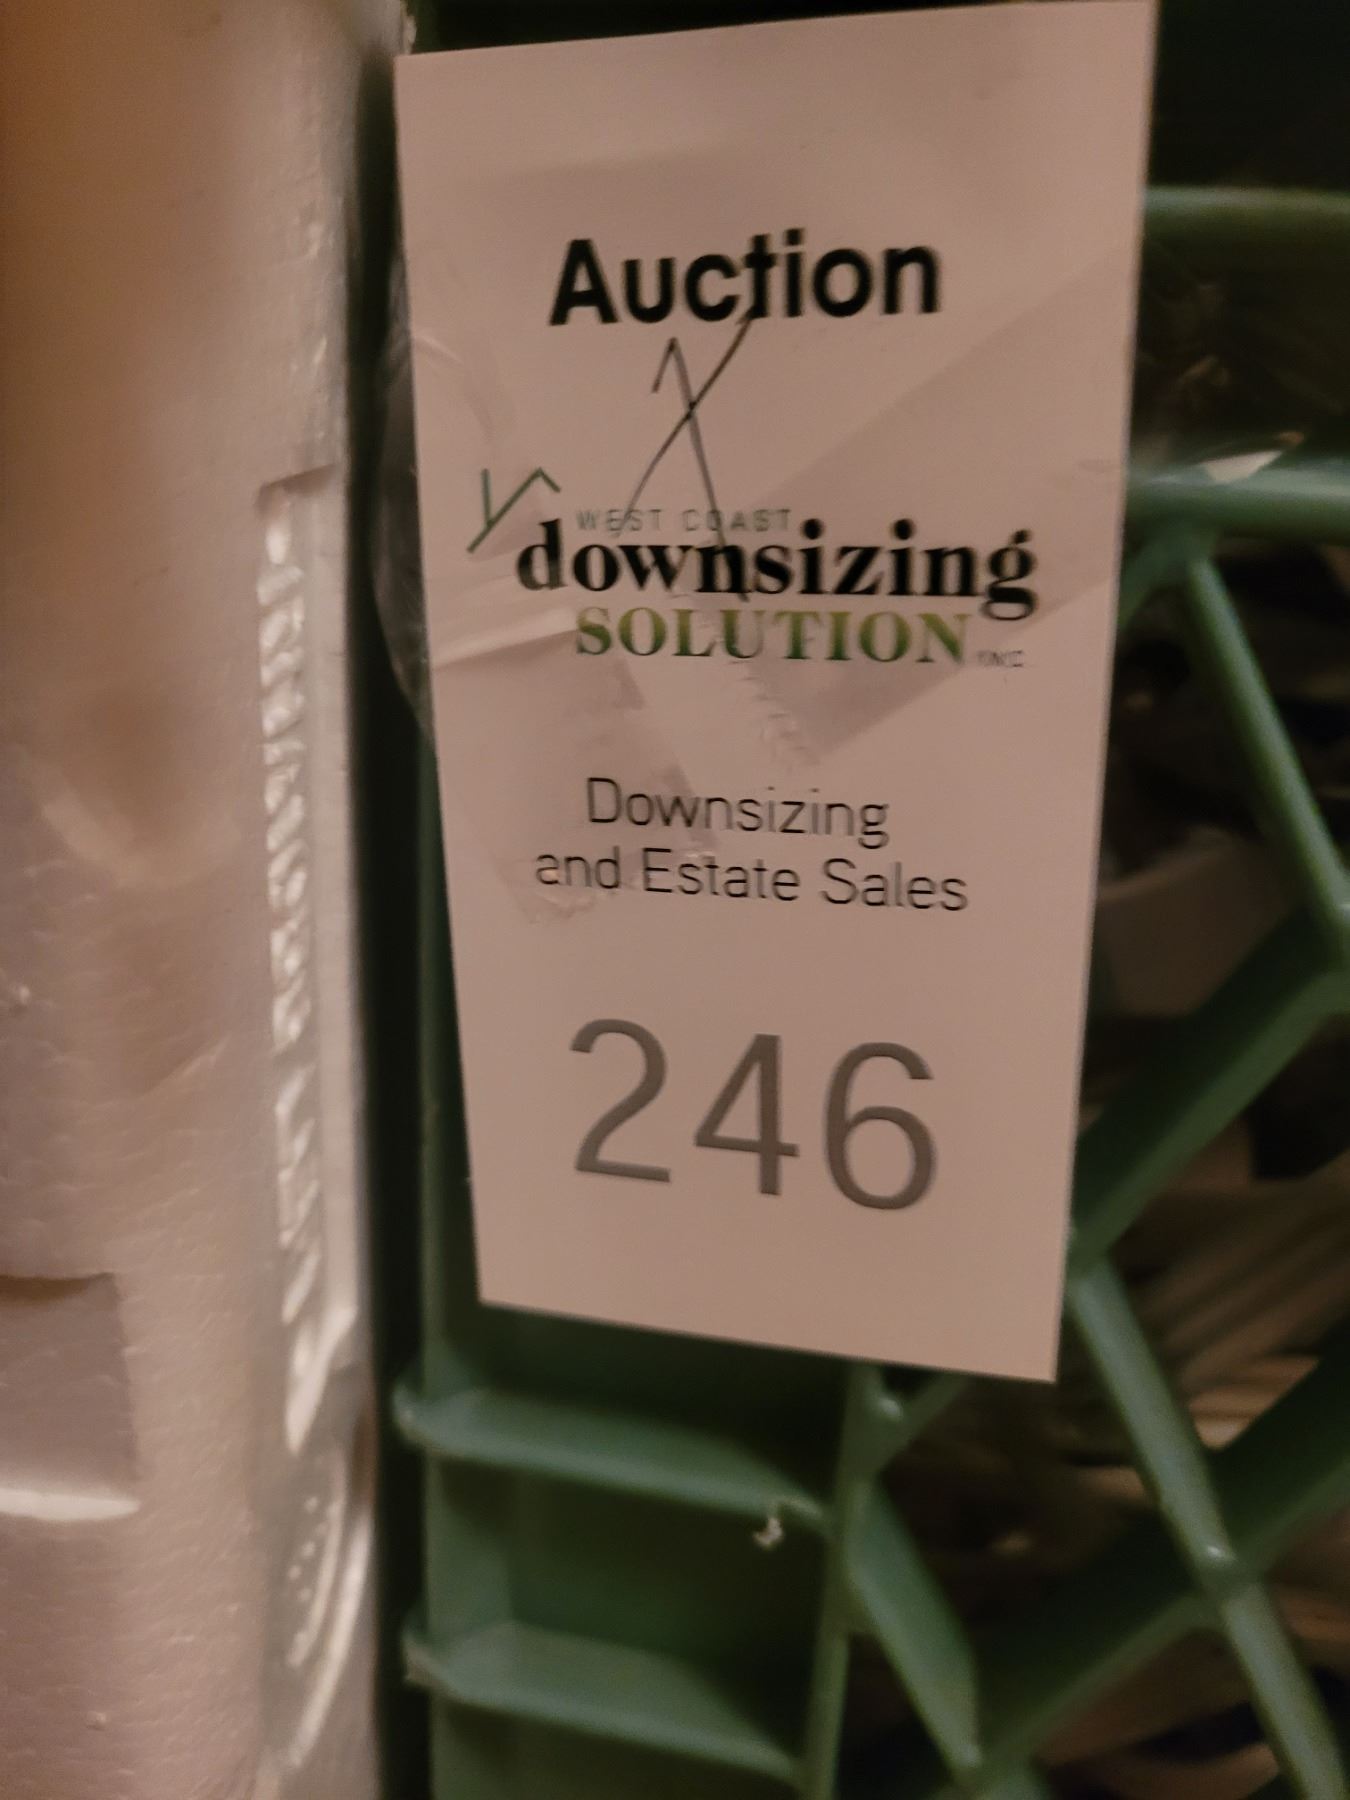 Auction
WEST COAST
downsizing
SOLUTION INC
Downsizing
and Estate Sales
246